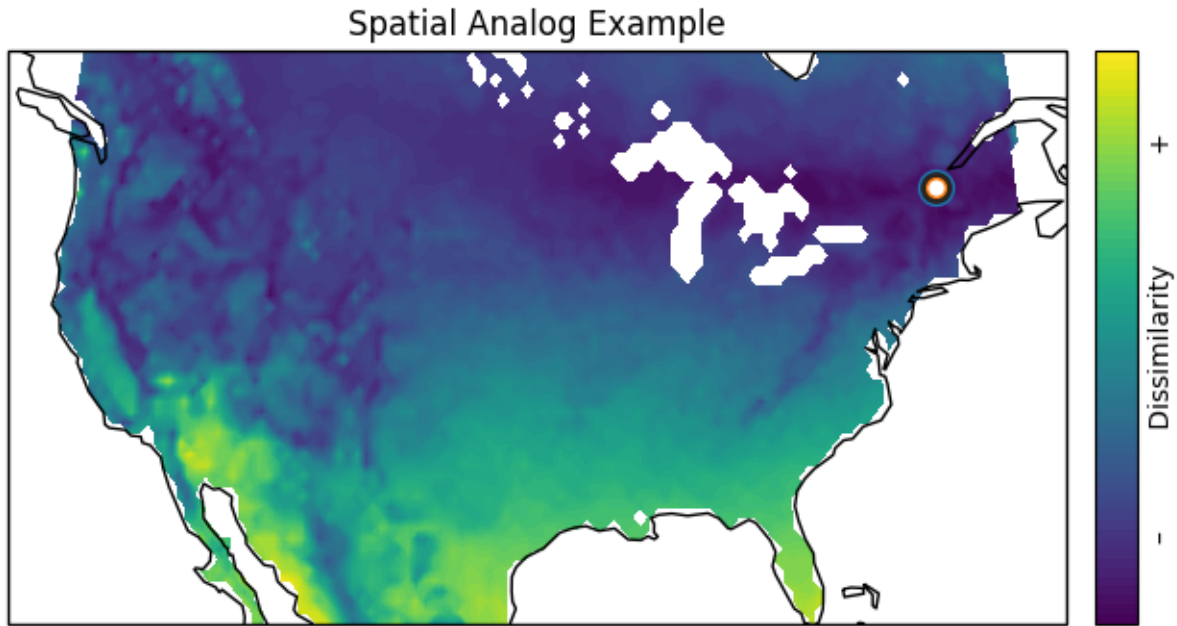 Spatial Analog Example
+
Dissimilarity
–